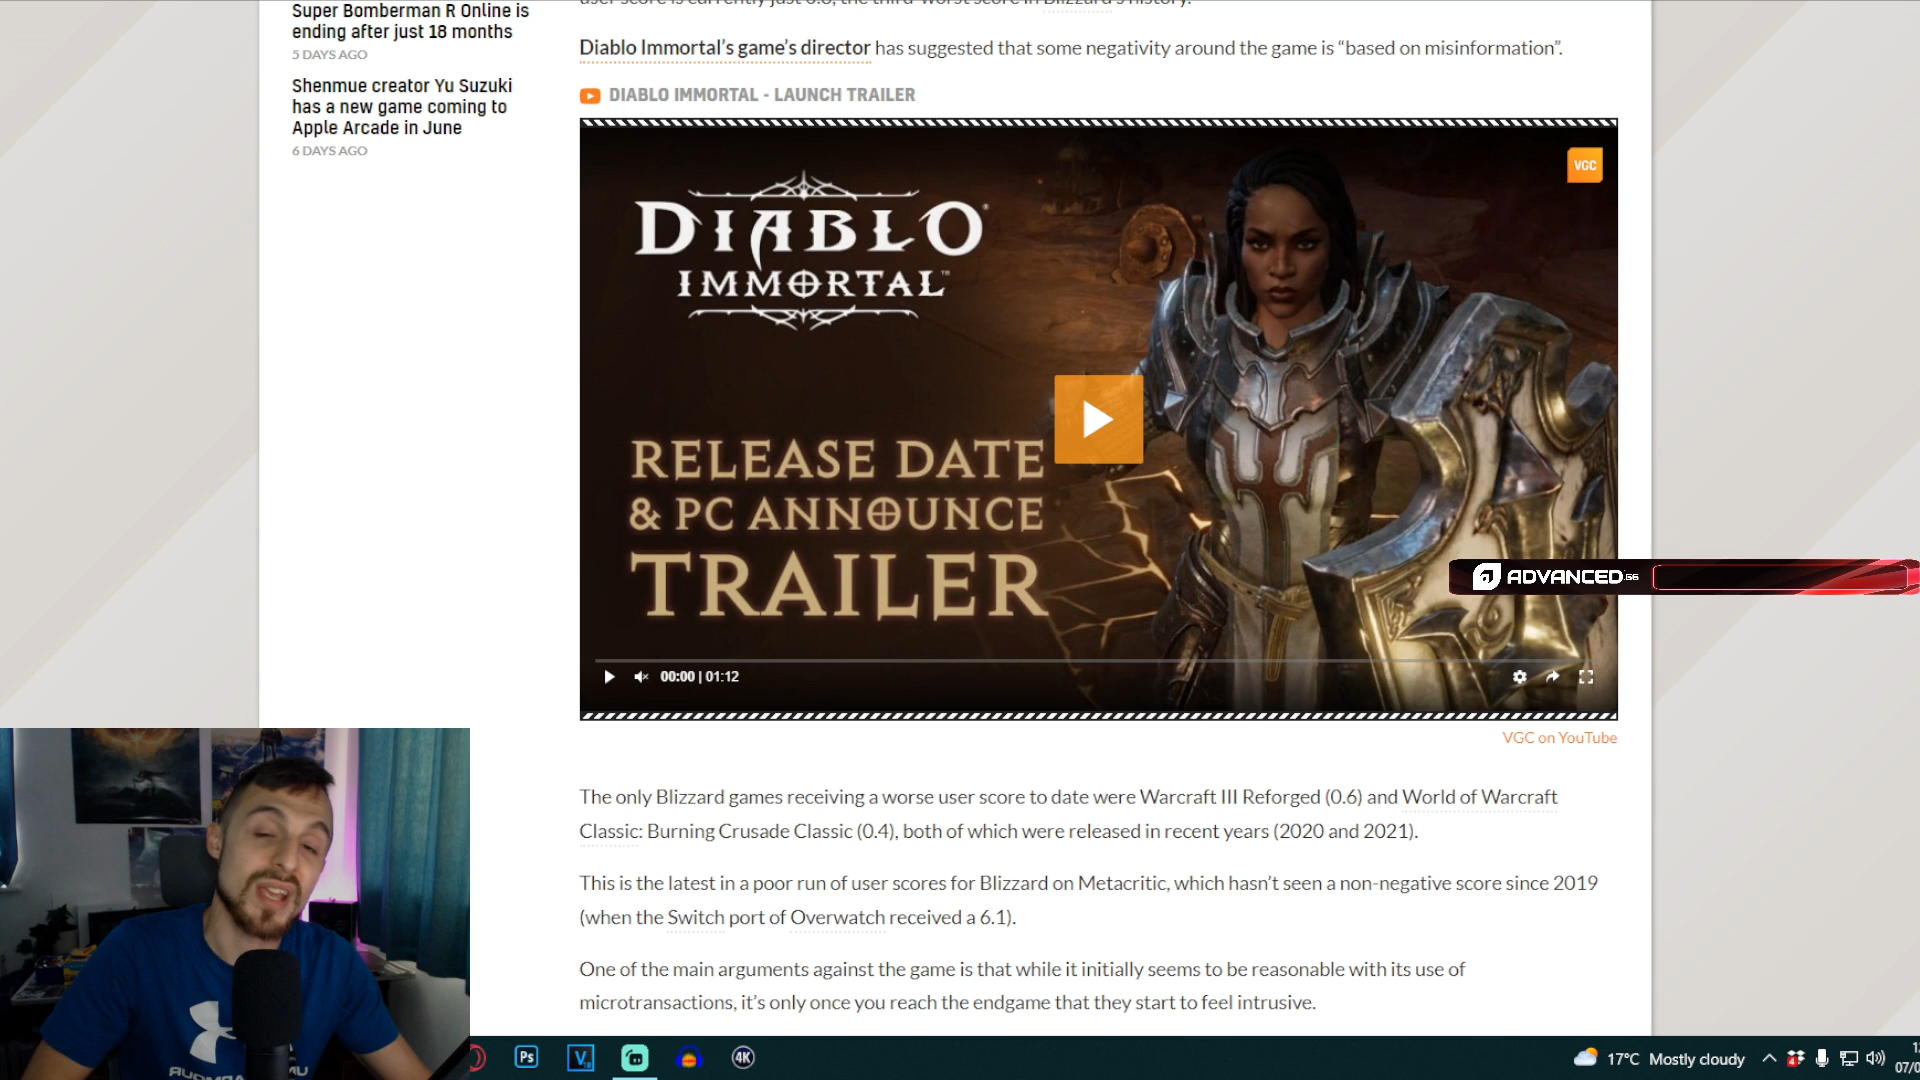 Super Bomberman R Online is
ending after just 18 months
5 DAYS AGO
Shenmue creator Yu Suzuki
has a new game coming to
Apple Arcade in June
6 DAYS AGO
Diablo Immortal's game's director has suggested that some negativity around the game is “based on misinformation”.
DIABLO IMMORTAL - LAUNCH TRAILER
VGC
DIABLO
IMMORTAL™
RELEASE DATE
& PC ANNOUNCE
TRAILER
ADVANCED.GG
00:00 | 01:12
VGC on YouTube
The only Blizzard games receiving a worse user score to date were Warcraft III Reforged (0.6) and World of Warcraft
Classic: Burning Crusade Classic (0.4), both of which were released in recent years (2020 and 2021).
This is the latest in a poor run of user scores for Blizzard on Metacritic, which hasn't seen a non-negative score since 2019
(when the Switch port of Overwatch received a 6.1).
One of the main arguments against the game is that while it initially seems to be reasonable with its use of
microtransactions, it's only once you reach the endgame that they start to feel intrusive.
Ps
V
4K
17°C Mostly cloudy